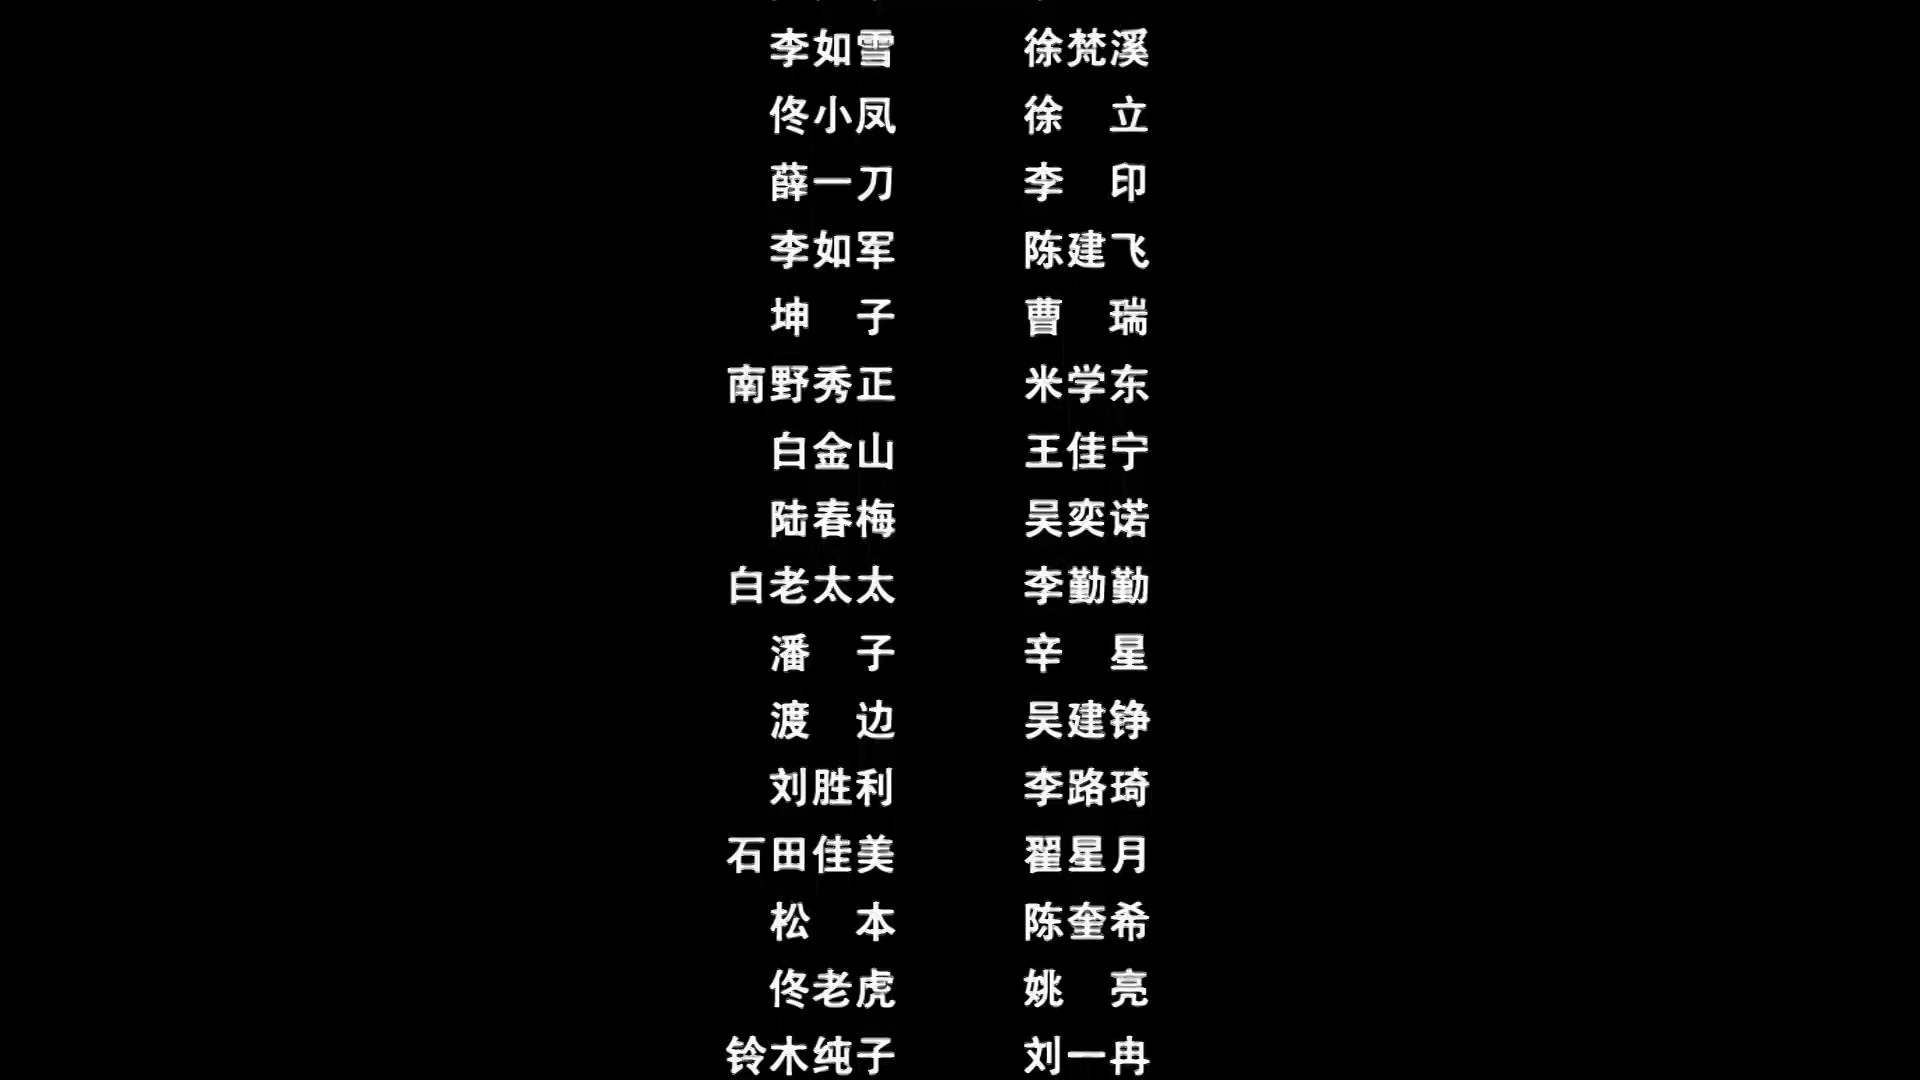 李如雪 徐梵溪
佟小凤 徐 立
薛一刀 李 印
李如军 陈建飞
坤 子 曹 瑞
南野秀正 米学东
白金山 王佳宁
陆春梅 吴奕诺
白老太太 李勤勤
潘 子 辛 星
渡 边 吴建铮
刘胜利 李路琦
石田佳美 翟星月
松 本 陈奎希
佟老虎 姚 亮
铃木纯子 刘一冉